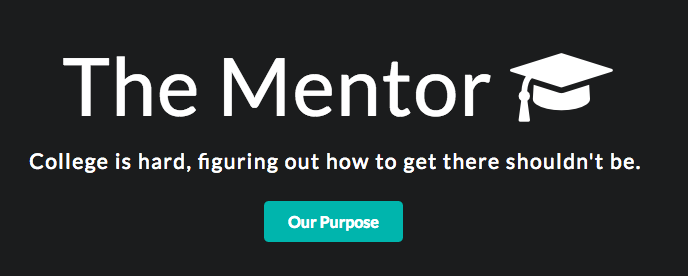 The Mentor
College is hard, figuring out how to get there shouldn't be.
Our Purpose